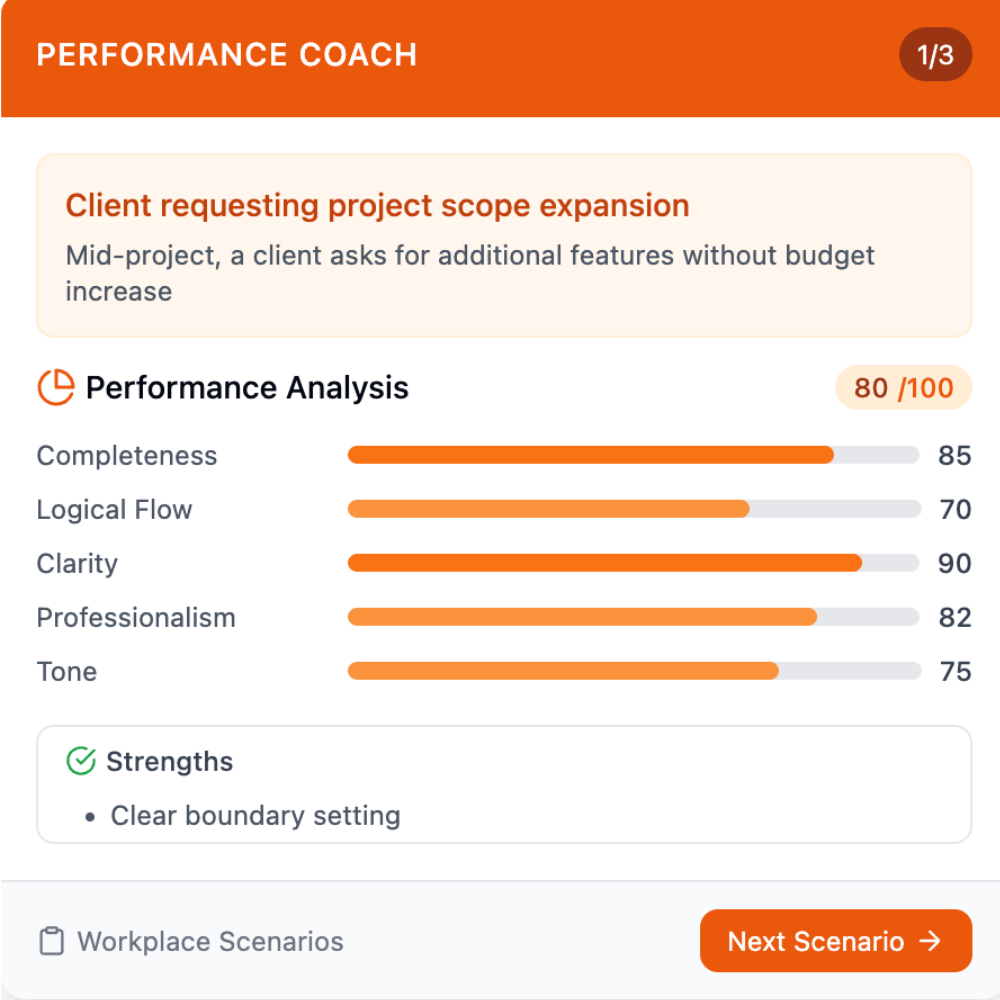 PERFORMANCE COACH
1/3
Client requesting project scope expansion
Mid-project, a client asks for additional features without budget
increase
Performance Analysis
80 /100
Completeness 85
Logical Flow 70
Clarity 90
Professionalism 82
Tone 75
Strengths
• Clear boundary setting
Workplace Scenarios
Next Scenario →